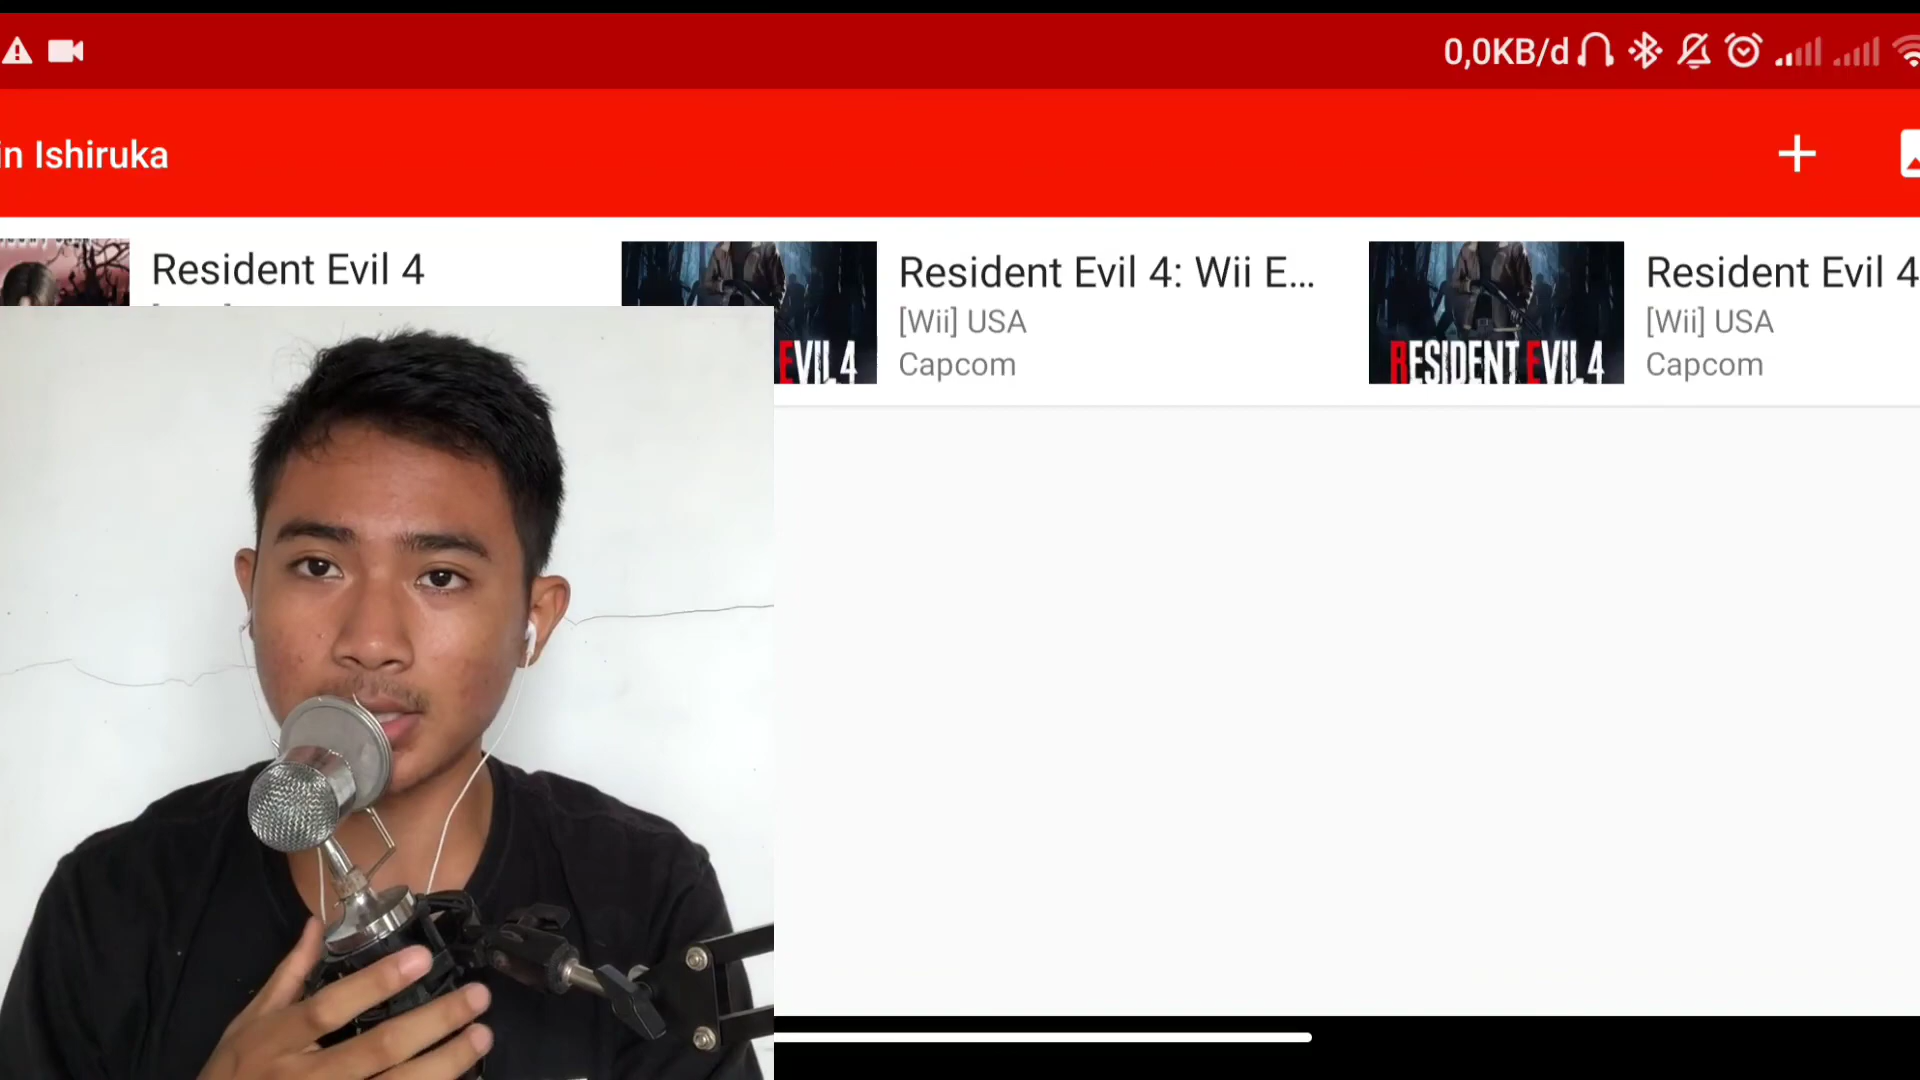 0,0KB/d
in Ishiruka
Resident Evil 4
Resident Evil 4: Wii E...
[Wii] USA
Capcom
EVIL 4
Resident Evil 4
[Wii] USA
Capcom
RESIDENT EVIL 4